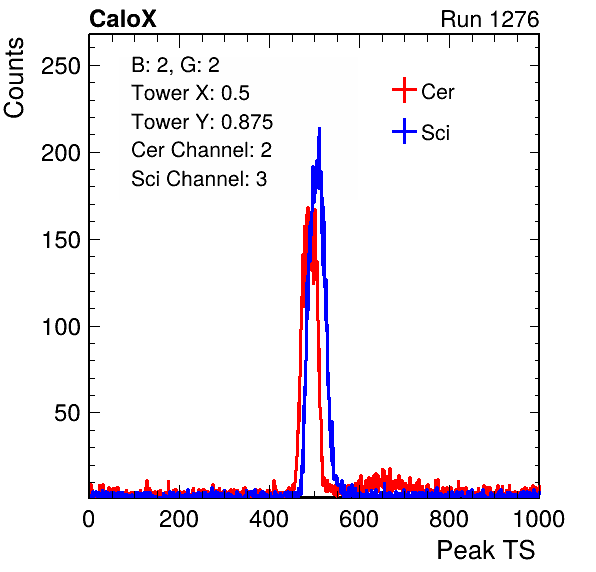 CaloX Run 1276
Counts
250
200
150
100
50
B: 2, G: 2
Tower X: 0.5
Tower Y: 0.875
Cer Channel: 2
Sci Channel: 3
Cer
Sci
0 200 400 600 800 1000
Peak TS